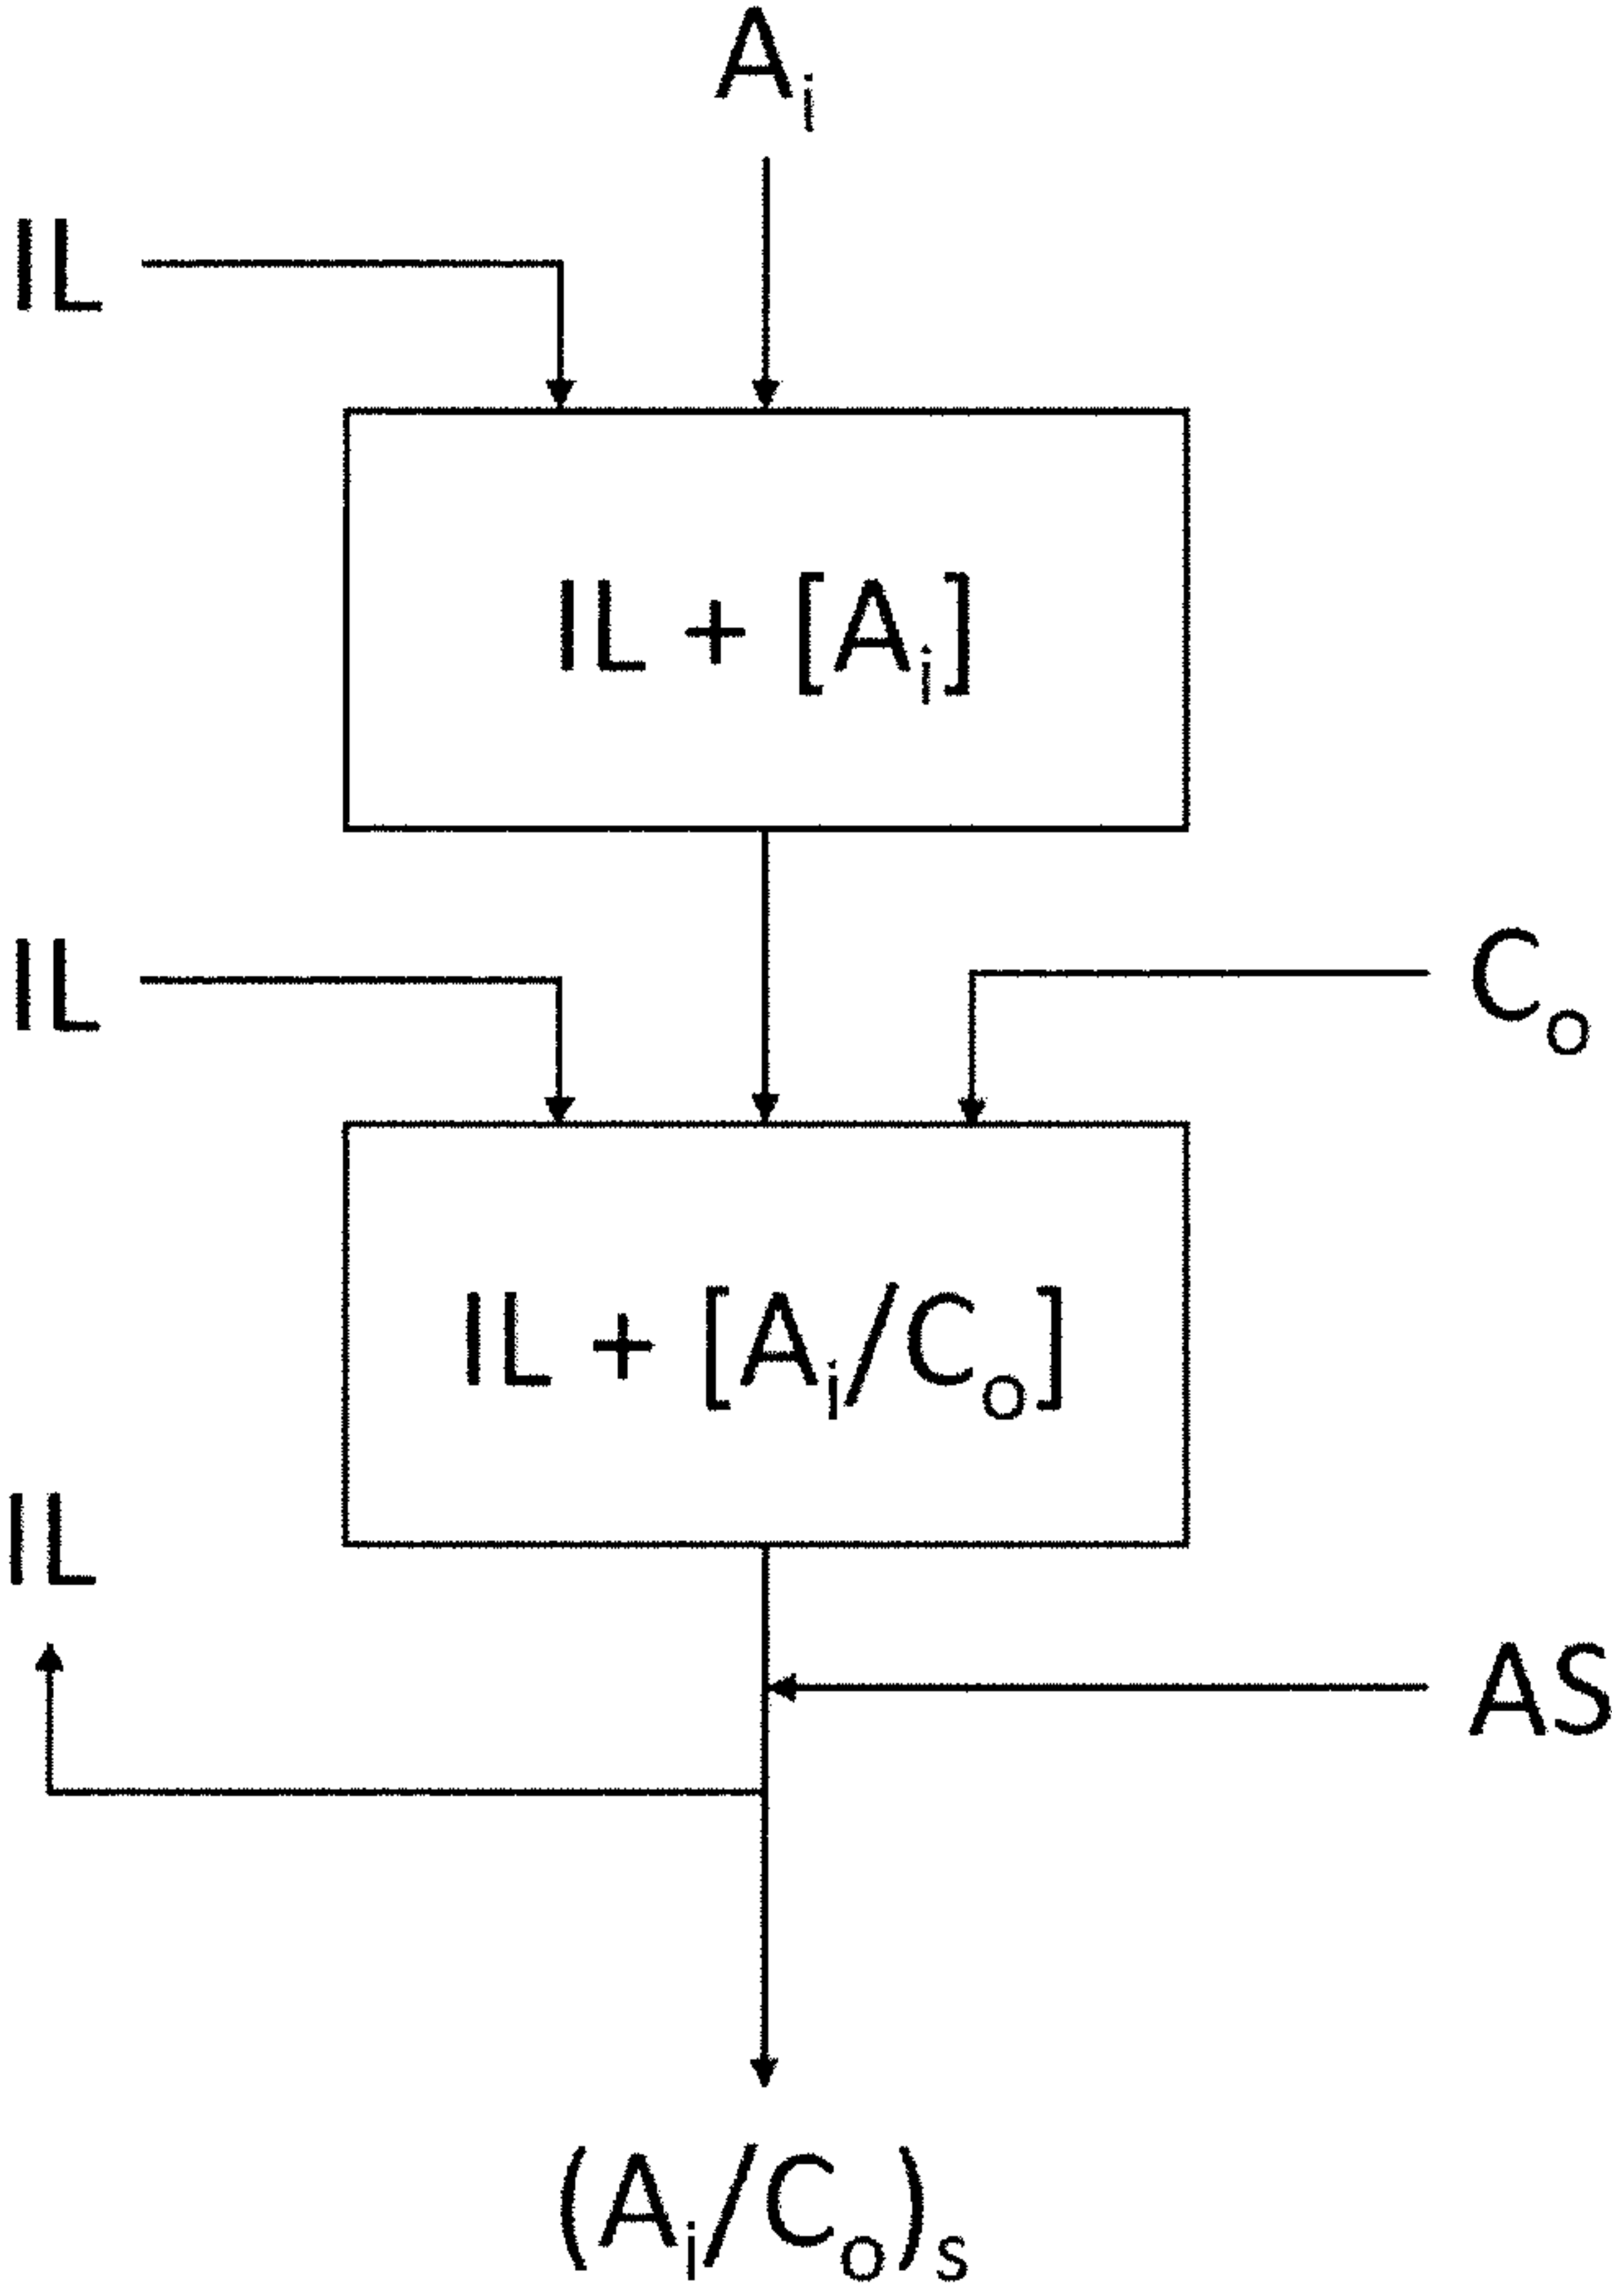 Ai
IL
IL + [Ai]
IL
Co
IL + [Ai/Co]
IL
AS
(Ai/Co)s